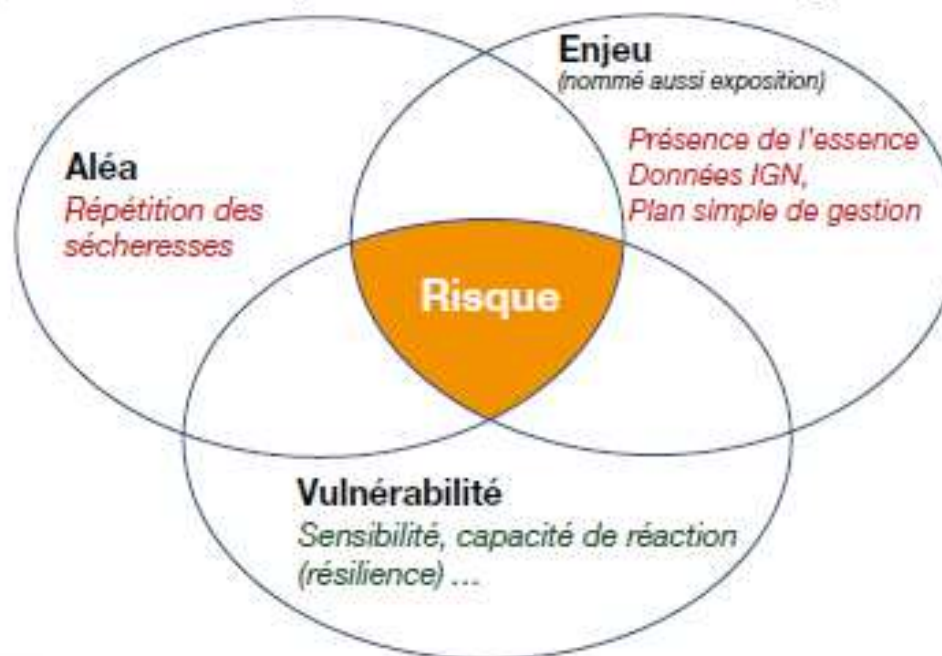 Enjeu
(nommé aussi exposition)
Présence de l'essence
Données IGN,
Plan simple de gestion
Aléa
Répétition des
sécheresses
Risque
Vulnérabilité
Sensibilité, capacité de réaction
(résilience) ...